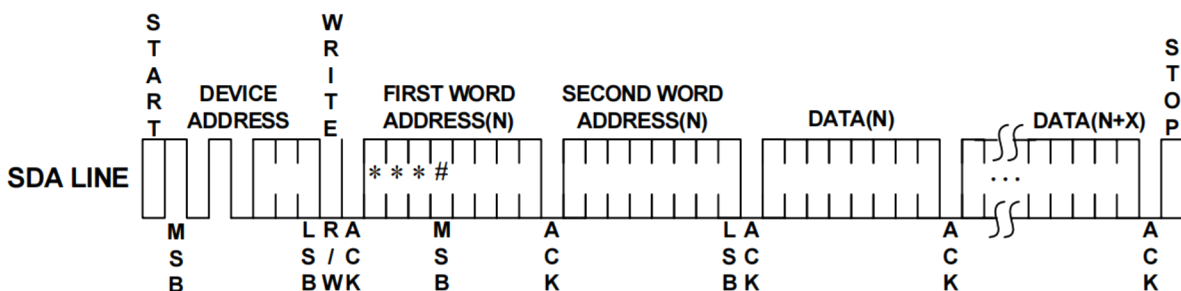 START
WRITE
STOP
DEVICE ADDRESS
FIRST WORD ADDRESS(N)
SECOND WORD ADDRESS(N)
DATA(N)
DATA(N+X)
SDA LINE
* * * #
...
MSB
LSB
R/W
ACK
MSB
ACK
LSB
ACK
ACK
ACK